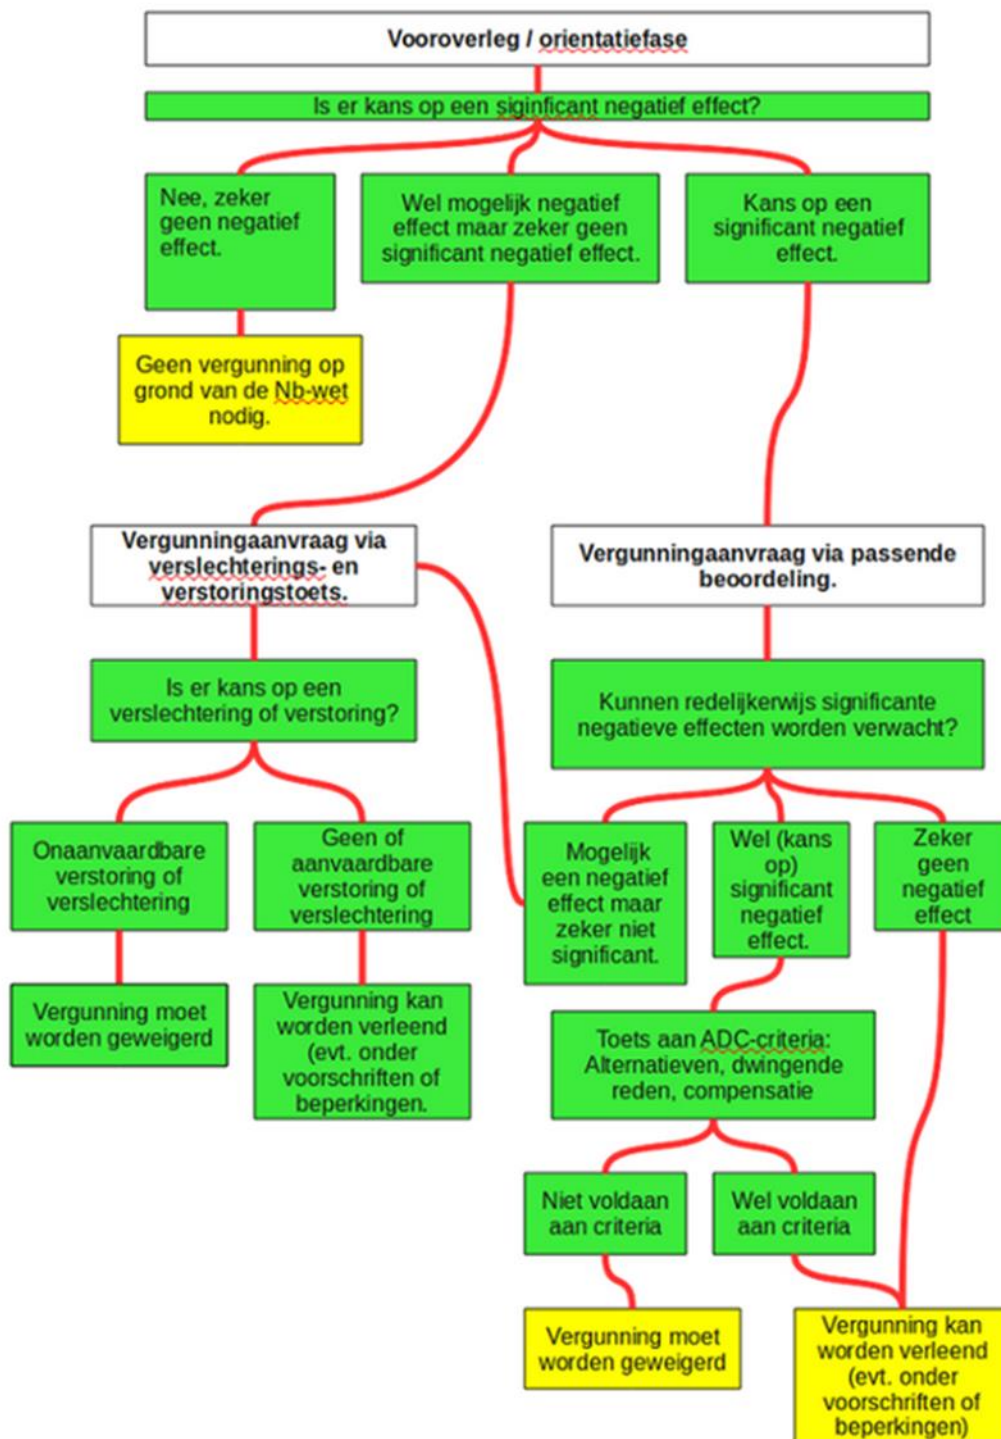 Vooroverleg / orientatiefase
Is er kans op een siginficant negatief effect?
Nee, zeker
geen negatief
effect.
Wel mogelijk negatief
effect maar zeker geen
significant negatief effect.
Kans op een
significant negatief
effect.
Geen vergunning op
grond van de Nb-wet
nodig.
Vergunningaanvraag via
verslechterings- en
verstoringstoets.
Vergunningaanvraag via passende
beoordeling.
Is er kans op een
verslechtering of verstoring?
Kunnen redelijkerwijs significante
negatieve effecten worden verwacht?
Onaanvaardbare
verstoring of
verslechtering
Geen of
aanvaardbare
verstoring of
verslechtering
Mogelijk
een negatief
effect maar
zeker niet
significant.
Wel (kans
op)
significant
negatief
effect.
Zeker
geen
negatief
effect
Vergunning moet
worden geweigerd
Vergunning kan
worden verleend
(evt. onder
voorschriften of
beperkingen.
Toets aan ADC-criteria:
Alternatieven, dwingende
reden, compensatie
Niet voldaan
aan criteria
Wel voldaan
aan criteria
Vergunning moet
worden geweigerd
Vergunning kan
worden verleend
(evt. onder
voorschriften of
beperkingen)